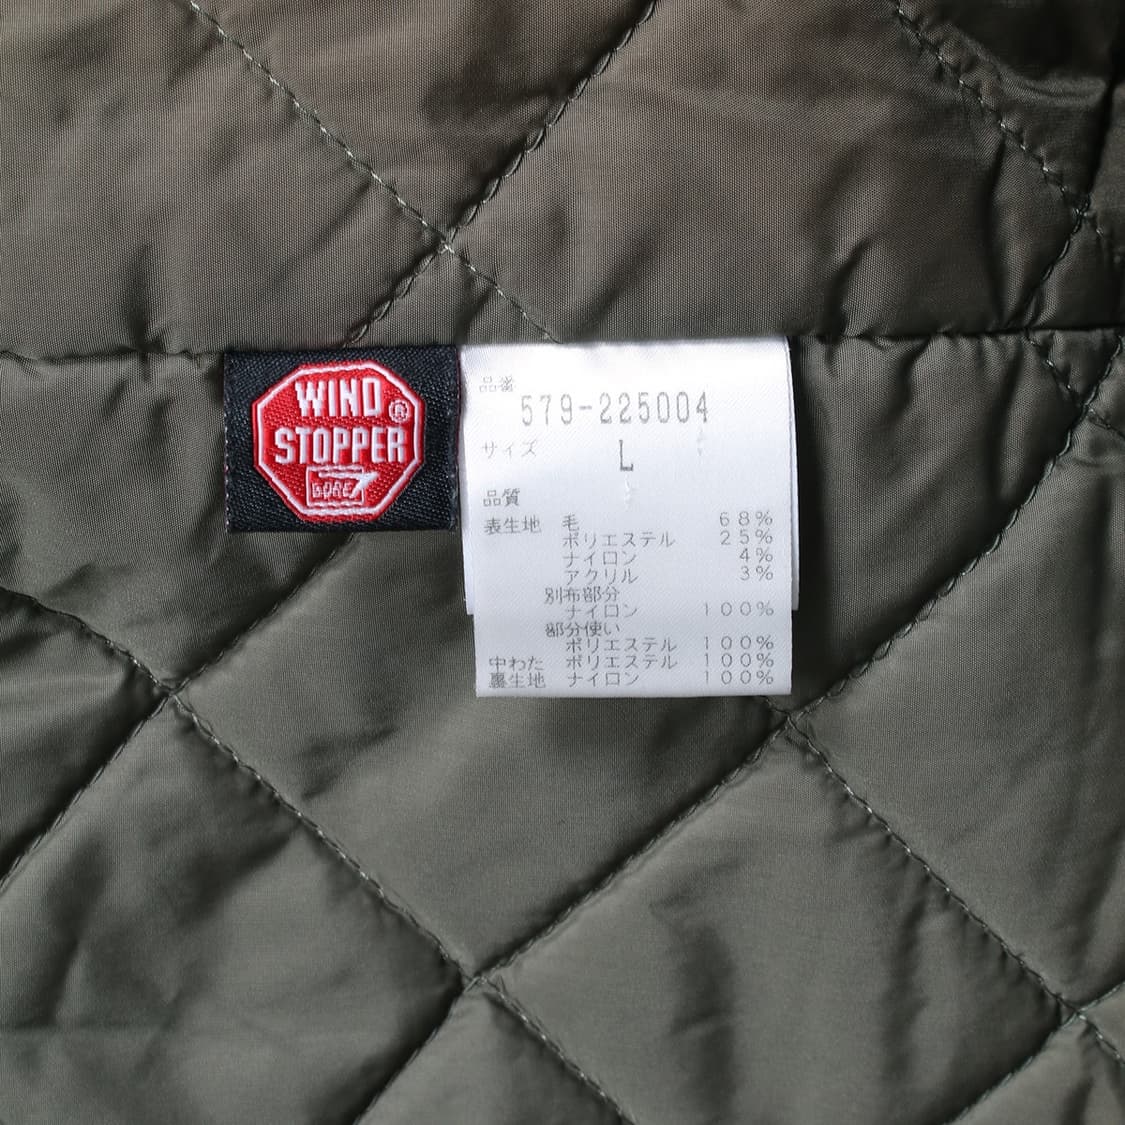 WIND
STOPPER®
GORE
品番
579-225004
サイズ L
品質
表生地 毛 68%
ポリエステル 25%
ナイロン 4%
アクリル 3%
別布部分
ナイロン 100%
部分使い
ポリエステル 100%
中わた ポリエステル 100%
裏生地 ナイロン 100%